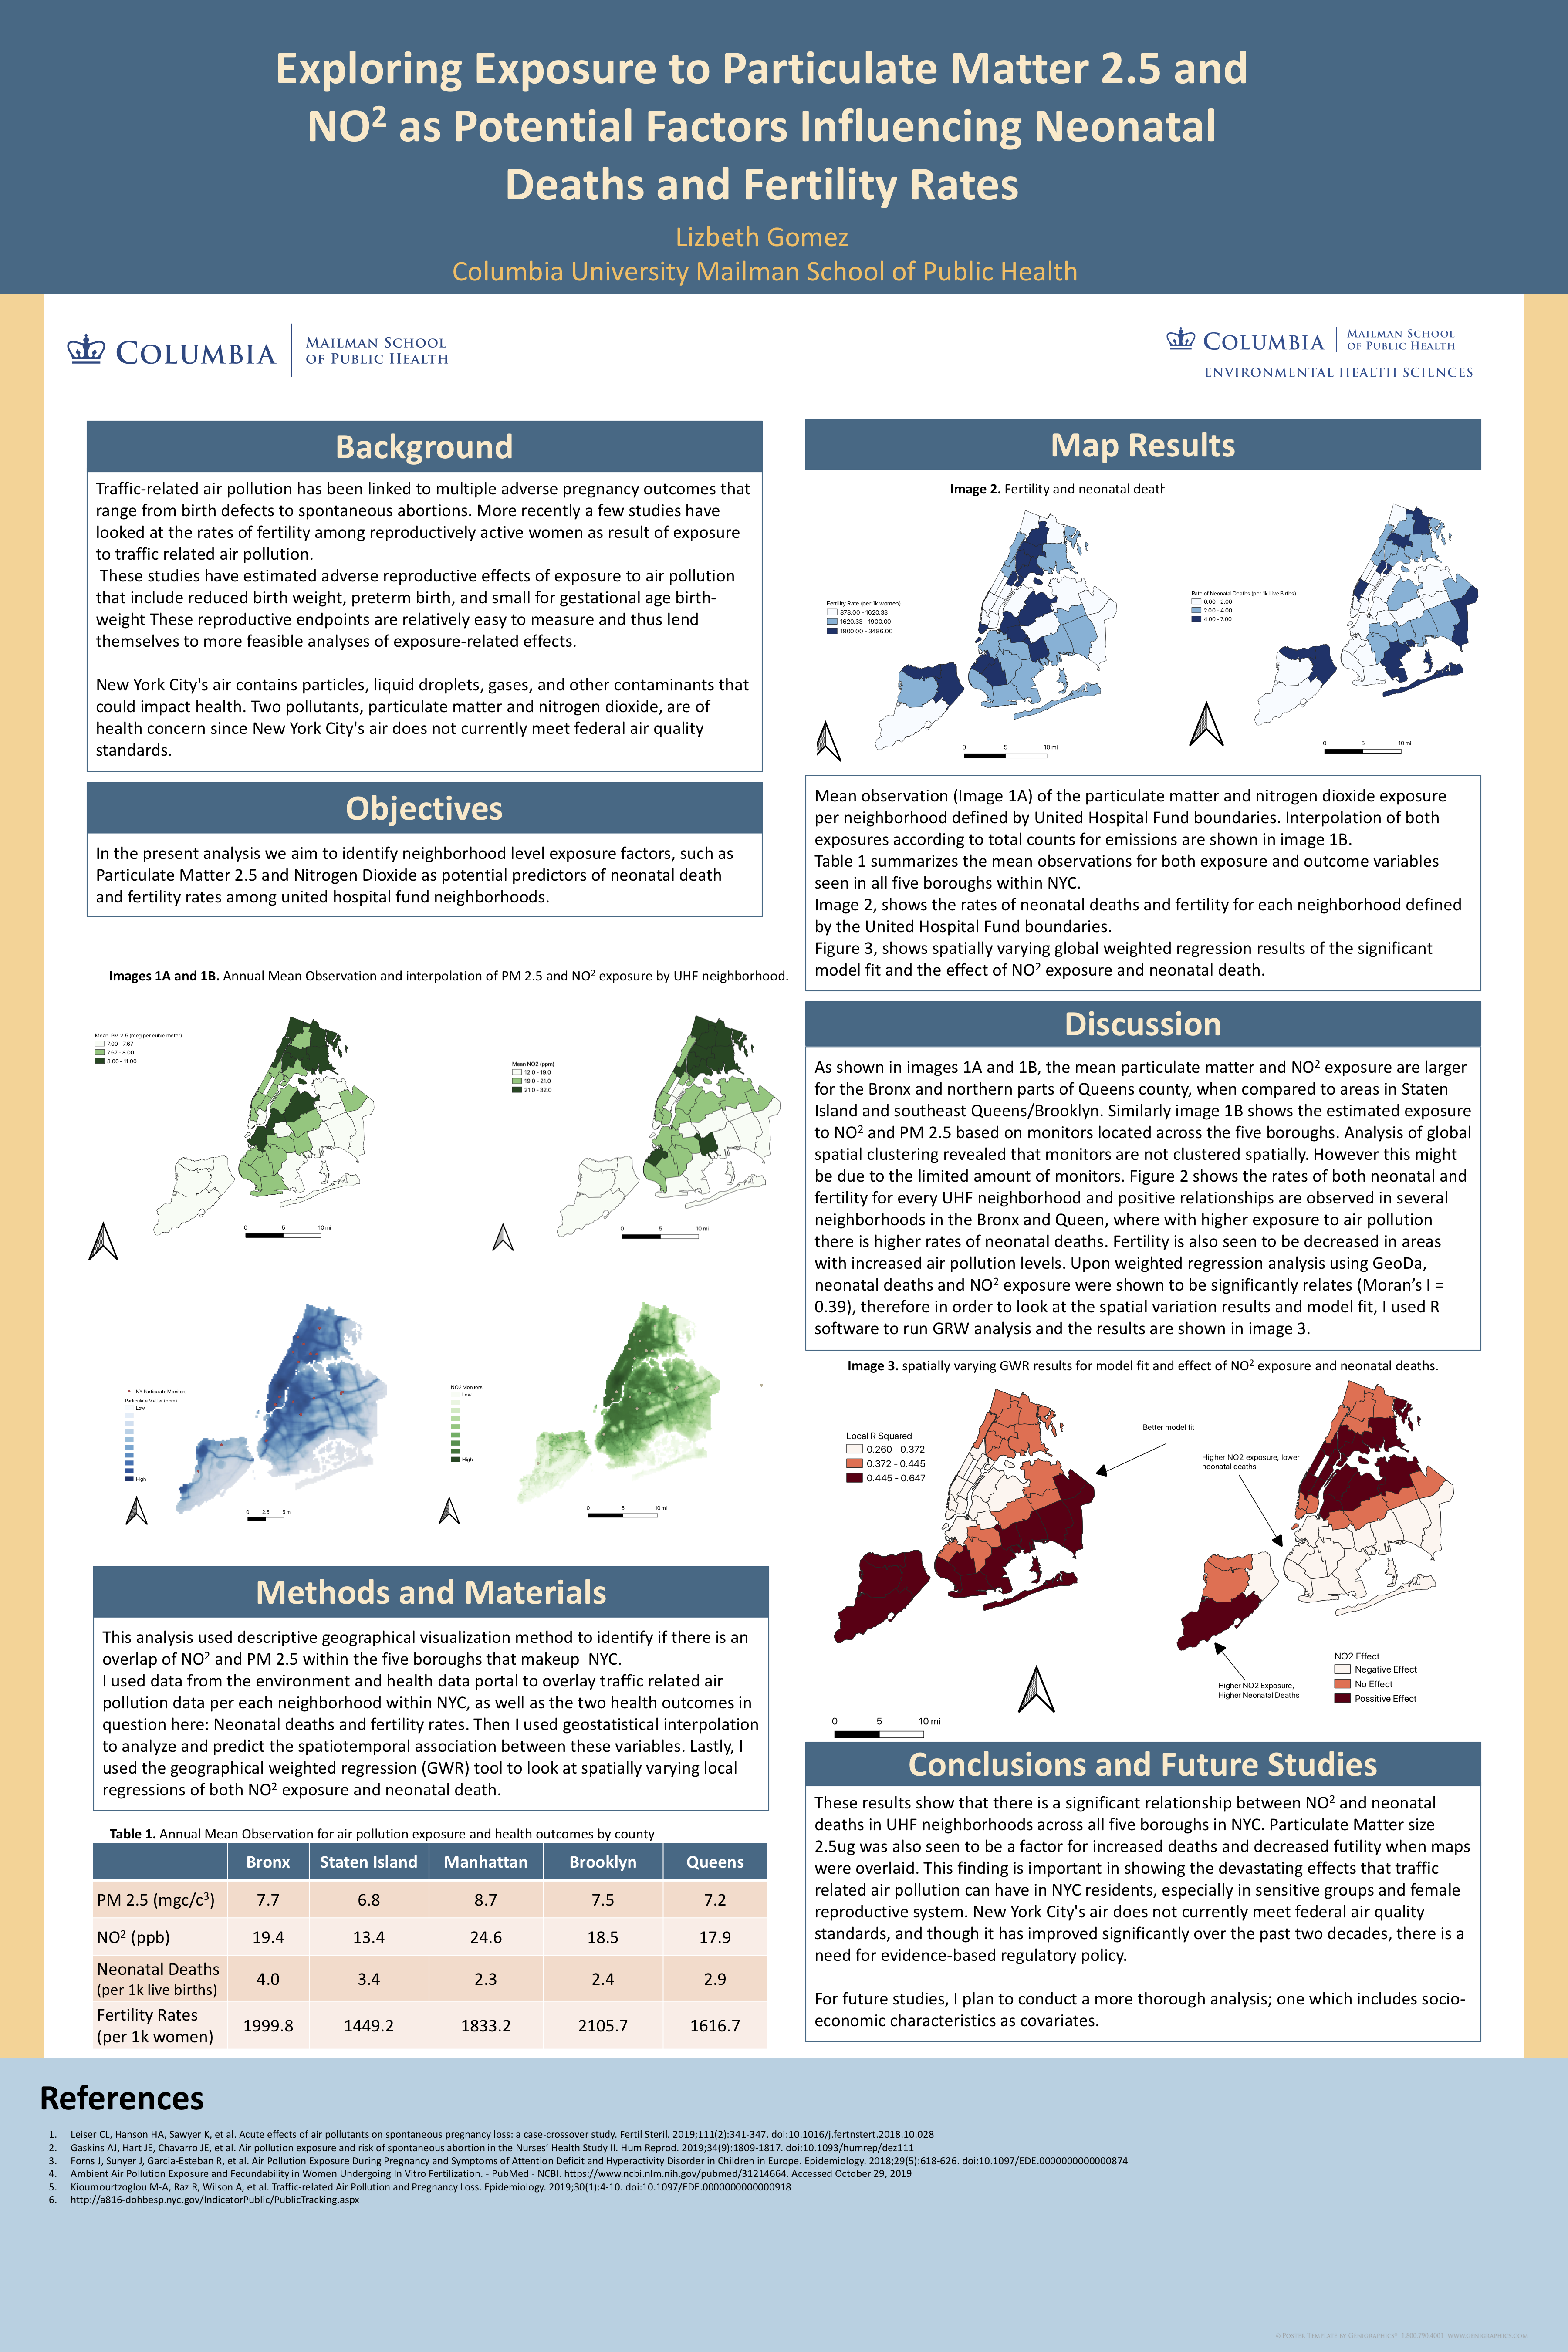 Exploring Exposure to Particulate Matter 2.5 and
NO² as Potential Factors Influencing Neonatal
Deaths and Fertility Rates
Lizbeth Gomez
Columbia University Mailman School of Public Health
COLUMBIA
MAILMAN SCHOOL
OF PUBLIC HEALTH
COLUMBIA
MAILMAN SCHOOL
OF PUBLIC HEALTH
ENVIRONMENTAL HEALTH SCIENCES
Background
Traffic-related air pollution has been linked to multiple adverse pregnancy outcomes that
range from birth defects to spontaneous abortions. More recently a few studies have
looked at the rates of fertility among reproductively active women as result of exposure
to traffic related air pollution.
These studies have estimated adverse reproductive effects of exposure to air pollution
that include reduced birth weight, preterm birth, and small for gestational age birth-
weight These reproductive endpoints are relatively easy to measure and thus lend
themselves to more feasible analyses of exposure-related effects.
New York City's air contains particles, liquid droplets, gases, and other contaminants that
could impact health. Two pollutants, particulate matter and nitrogen dioxide, are of
health concern since New York City's air does not currently meet federal air quality
standards.
Objectives
In the present analysis we aim to identify neighborhood level exposure factors, such as
Particulate Matter 2.5 and Nitrogen Dioxide as potential predictors of neonatal death
and fertility rates among united hospital fund neighborhoods.
Images 1A and 1B. Annual Mean Observation and interpolation of PM 2.5 and NO² exposure by UHF neighborhood.
Mean PM 2.5 (mcg per cubic meter)
7.00 - 7.67
7.67 - 8.00
8.00 - 11.00
0 5 10 mi
Mean NO2 (ppm)
12.0 - 19.0
19.0 - 21.0
21.0 - 32.0
0 5 10 mi
NY Particulate Monitors
Particulate Matter (ppm)
Low
High
0 2.5 5 mi
NO2 Monitors
Low
High
0 5 10 mi
Methods and Materials
This analysis used descriptive geographical visualization method to identify if there is an
overlap of NO² and PM 2.5 within the five boroughs that makeup NYC.
I used data from the environment and health data portal to overlay traffic related air
pollution data per each neighborhood within NYC, as well as the two health outcomes in
question here: Neonatal deaths and fertility rates. Then I used geostatistical interpolation
to analyze and predict the spatiotemporal association between these variables. Lastly, I
used the geographical weighted regression (GWR) tool to look at spatially varying local
regressions of both NO² exposure and neonatal death.
Table 1. Annual Mean Observation for air pollution exposure and health outcomes by county
Bronx Staten Island Manhattan Brooklyn Queens
PM 2.5 (mgc/c³) 7.7 6.8 8.7 7.5 7.2
NO² (ppb) 19.4 13.4 24.6 18.5 17.9
Neonatal Deaths
(per 1k live births) 4.0 3.4 2.3 2.4 2.9
Fertility Rates
(per 1k women) 1999.8 1449.2 1833.2 2105.7 1616.7
Map Results
Image 2. Fertility and neonatal death
Fertility Rate (per 1k women)
878.00 - 1620.33
1620.33 - 1900.00
1900.00 - 3486.00
0 5 10 mi
Rate of Neonatal Deaths (per 1k Live Births)
0.00 - 2.00
2.00 - 4.00
4.00 - 7.00
0 5 10 mi
Mean observation (Image 1A) of the particulate matter and nitrogen dioxide exposure
per neighborhood defined by United Hospital Fund boundaries. Interpolation of both
exposures according to total counts for emissions are shown in image 1B.
Table 1 summarizes the mean observations for both exposure and outcome variables
seen in all five boroughs within NYC.
Image 2, shows the rates of neonatal deaths and fertility for each neighborhood defined
by the United Hospital Fund boundaries.
Figure 3, shows spatially varying global weighted regression results of the significant
model fit and the effect of NO² exposure and neonatal death.
Discussion
As shown in images 1A and 1B, the mean particulate matter and NO² exposure are larger
for the Bronx and northern parts of Queens county, when compared to areas in Staten
Island and southeast Queens/Brooklyn. Similarly image 1B shows the estimated exposure
to NO² and PM 2.5 based on monitors located across the five boroughs. Analysis of global
spatial clustering revealed that monitors are not clustered spatially. However this might
be due to the limited amount of monitors. Figure 2 shows the rates of both neonatal and
fertility for every UHF neighborhood and positive relationships are observed in several
neighborhoods in the Bronx and Queen, where with higher exposure to air pollution
there is higher rates of neonatal deaths. Fertility is also seen to be decreased in areas
with increased air pollution levels. Upon weighted regression analysis using GeoDa,
neonatal deaths and NO² exposure were shown to be significantly relates (Moran’s I =
0.39), therefore in order to look at the spatial variation results and model fit, I used R
software to run GRW analysis and the results are shown in image 3.
Image 3. spatially varying GWR results for model fit and effect of NO² exposure and neonatal deaths.
Local R Squared
0.260 - 0.372
0.372 - 0.445
0.445 - 0.647
Better model fit
Higher NO2 exposure, lower
neonatal deaths
Higher NO2 Exposure,
Higher Neonatal Deaths
NO2 Effect
Negative Effect
No Effect
Possitive Effect
0 5 10 mi
Conclusions and Future Studies
These results show that there is a significant relationship between NO² and neonatal
deaths in UHF neighborhoods across all five boroughs in NYC. Particulate Matter size
2.5ug was also seen to be a factor for increased deaths and decreased futility when maps
were overlaid. This finding is important in showing the devastating effects that traffic
related air pollution can have in NYC residents, especially in sensitive groups and female
reproductive system. New York City's air does not currently meet federal air quality
standards, and though it has improved significantly over the past two decades, there is a
need for evidence-based regulatory policy.
For future studies, I plan to conduct a more thorough analysis; one which includes socio-
economic characteristics as covariates.
References
1. Leiser CL, Hanson HA, Sawyer K, et al. Acute effects of air pollutants on spontaneous pregnancy loss: a case-crossover study. Fertil Steril. 2019;111(2):341-347. doi:10.1016/j.fertnstert.2018.10.028
2. Gaskins AJ, Hart JE, Chavarro JE, et al. Air pollution exposure and risk of spontaneous abortion in the Nurses’ Health Study II. Hum Reprod. 2019;34(9):1809-1817. doi:10.1093/humrep/dez111
3. Forns J, Sunyer J, Garcia-Esteban R, et al. Air Pollution Exposure During Pregnancy and Symptoms of Attention Deficit and Hyperactivity Disorder in Children in Europe. Epidemiology. 2018;29(5):618-626. doi:10.1097/EDE.0000000000000874
4. Ambient Air Pollution Exposure and Fecundability in Women Undergoing In Vitro Fertilization. - PubMed - NCBI. https://www.ncbi.nlm.nih.gov/pubmed/31214664. Accessed October 29, 2019
5. Kioumourtzoglou M-A, Raz R, Wilson A, et al. Traffic-related Air Pollution and Pregnancy Loss. Epidemiology. 2019;30(1):4-10. doi:10.1097/EDE.0000000000000918
6. http://a816-dohbesp.nyc.gov/IndicatorPublic/PublicTracking.aspx
© POSTER TEMPLATE BY GENIGRAPHICS® 1.800.790.4001 WWW.GENIGRAPHICS.COM